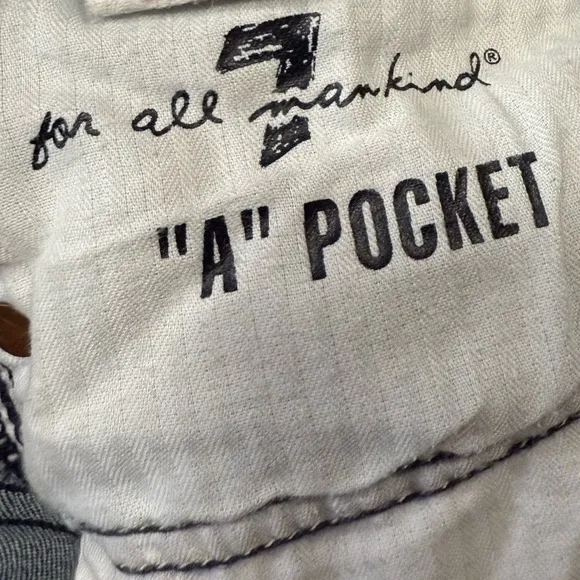 7
for all mankind®
"A" POCKET